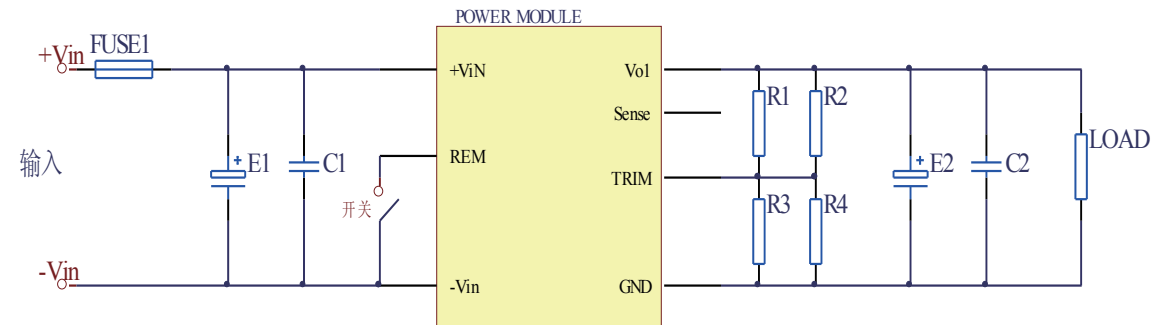 POWER MODULE
+Vin
FUSE1
+ViN
Vo1
R1
R2
Sense
输入
+
E1
C1
REM
开关
TRIM
+
E2
C2
LOAD
R3
R4
-Vin
-Vin
GND